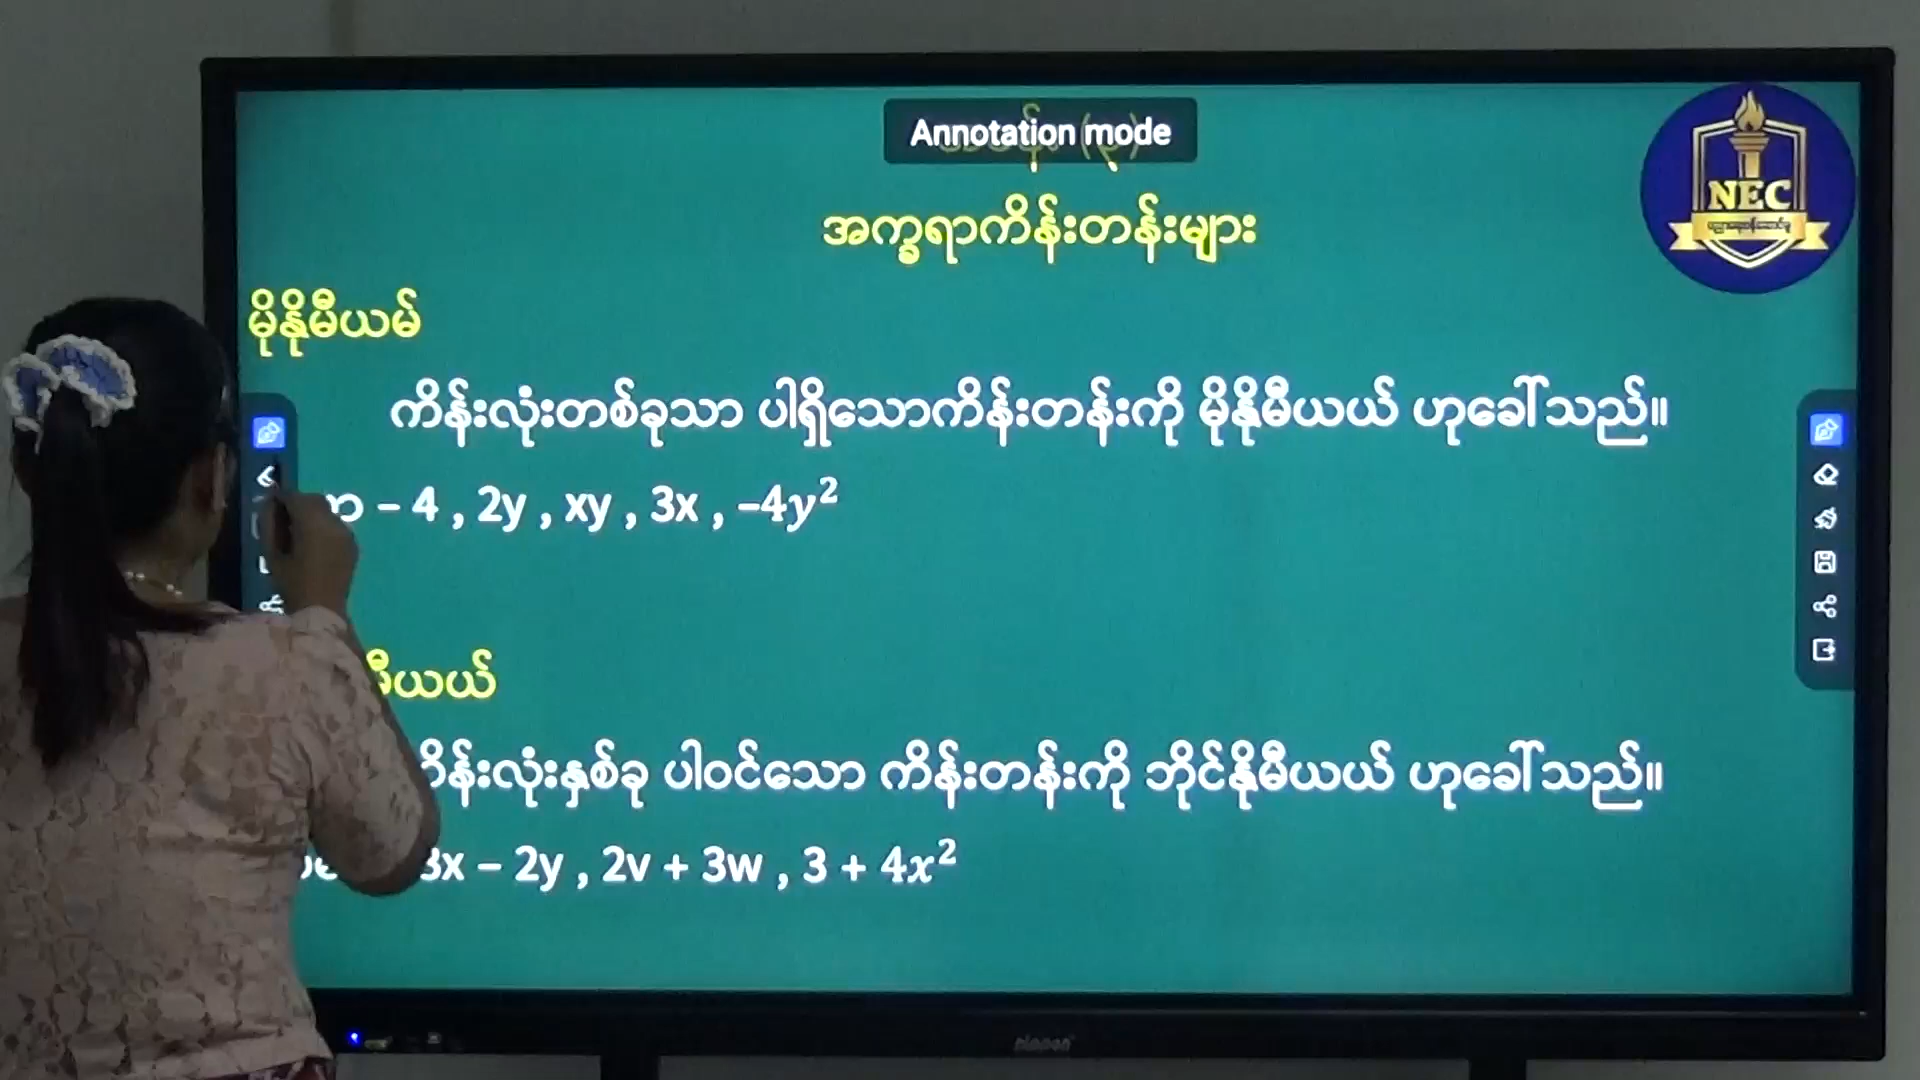 Annotation mode
NEC
အက္ခရာကိန်းတန်းများ
မိုနိုမီယမ်
ကိန်းလုံးတစ်ခုသာ ပါရှိသောကိန်းတန်းကို မိုနိုမီယယ် ဟုခေါ်သည်။
– 4 , 2y , xy , 3x , –4y²
မီယယ်
ကိန်းလုံးနှစ်ခု ပါဝင်သော ကိန်းတန်းကို ဘိုင်နိုမီယယ် ဟုခေါ်သည်။
3x – 2y , 2v + 3w , 3 + 4x²